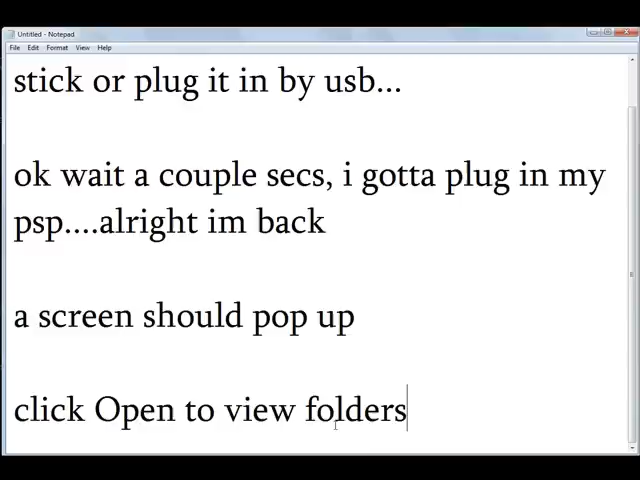 Untitled - Notepad
File Edit Format View Help
stick or plug it in by usb...
ok wait a couple secs, i gotta plug in my
psp....alright im back
a screen should pop up
click Open to view folders